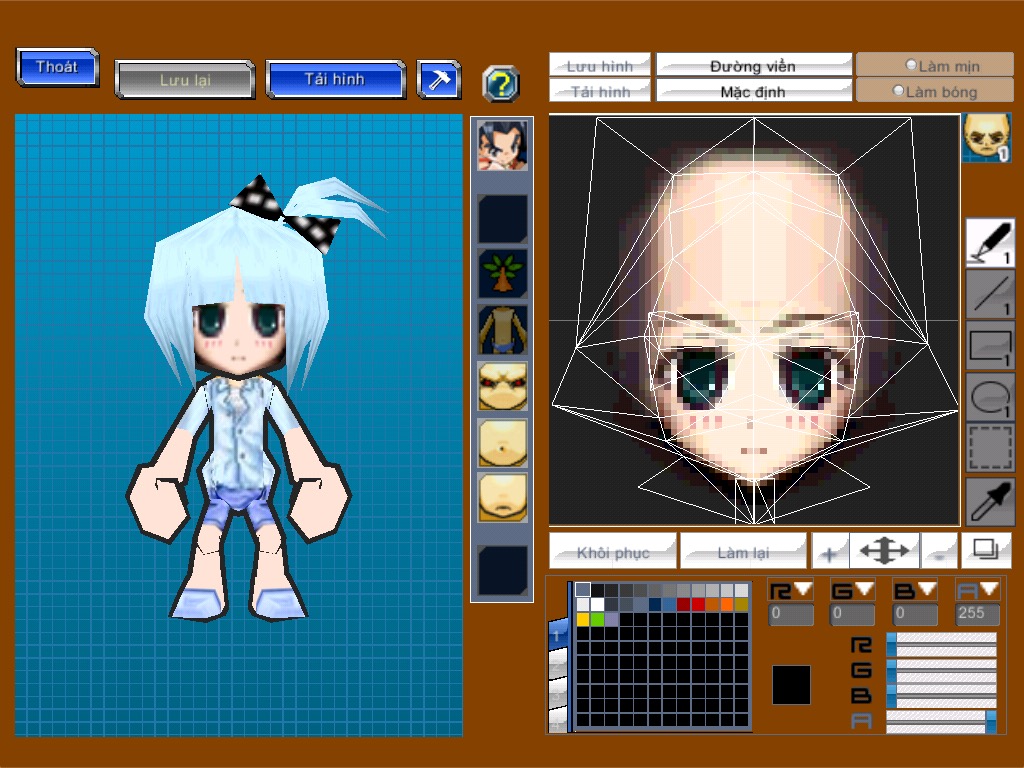 Thoát
Lưu lại
Tải hình
?
Lưu hình
Đường viền
Làm mịn
Tải hình
Mặc định
Làm bóng
1
1
1
1
1
Khôi phục
Làm lại
+
-
R G B A
0 0 0 255
1
R
G
B
A